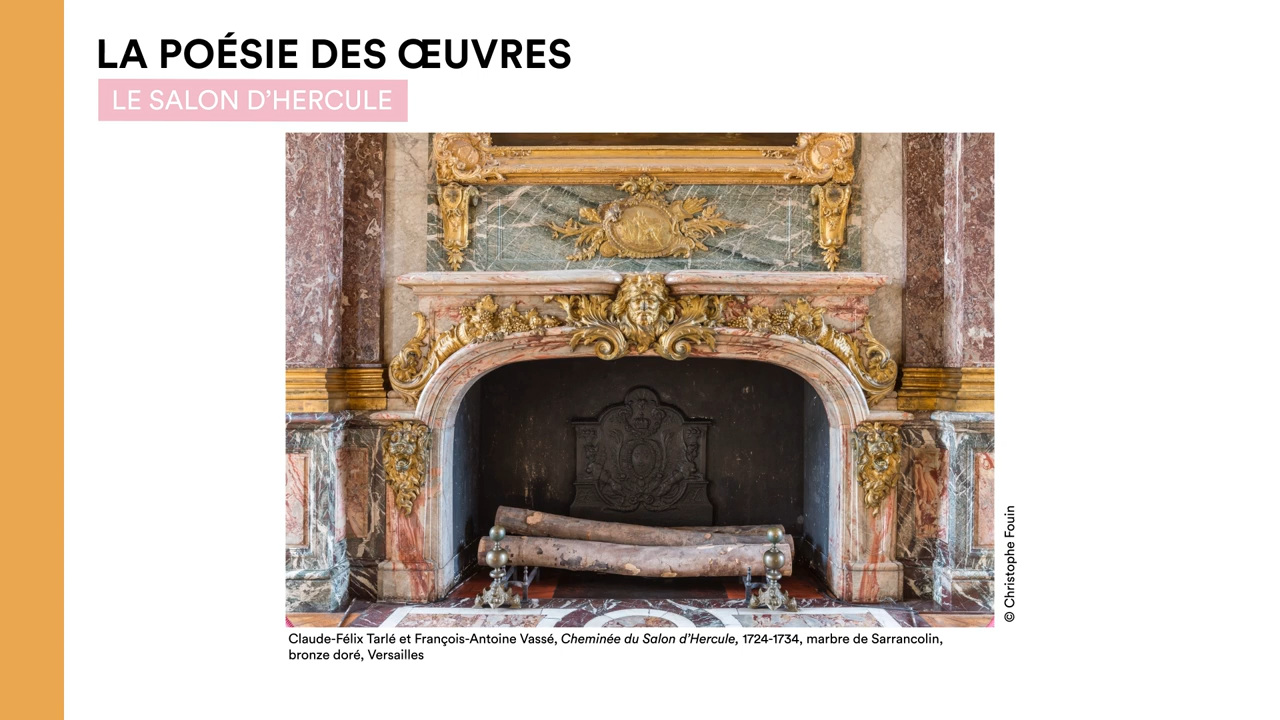 LA POÉSIE DES ŒUVRES
LE SALON D’HERCULE
© Christophe Fouin
Claude-Félix Tarlé et François-Antoine Vassé, Cheminée du Salon d’Hercule, 1724-1734, marbre de Sarrancolin,
bronze doré, Versailles